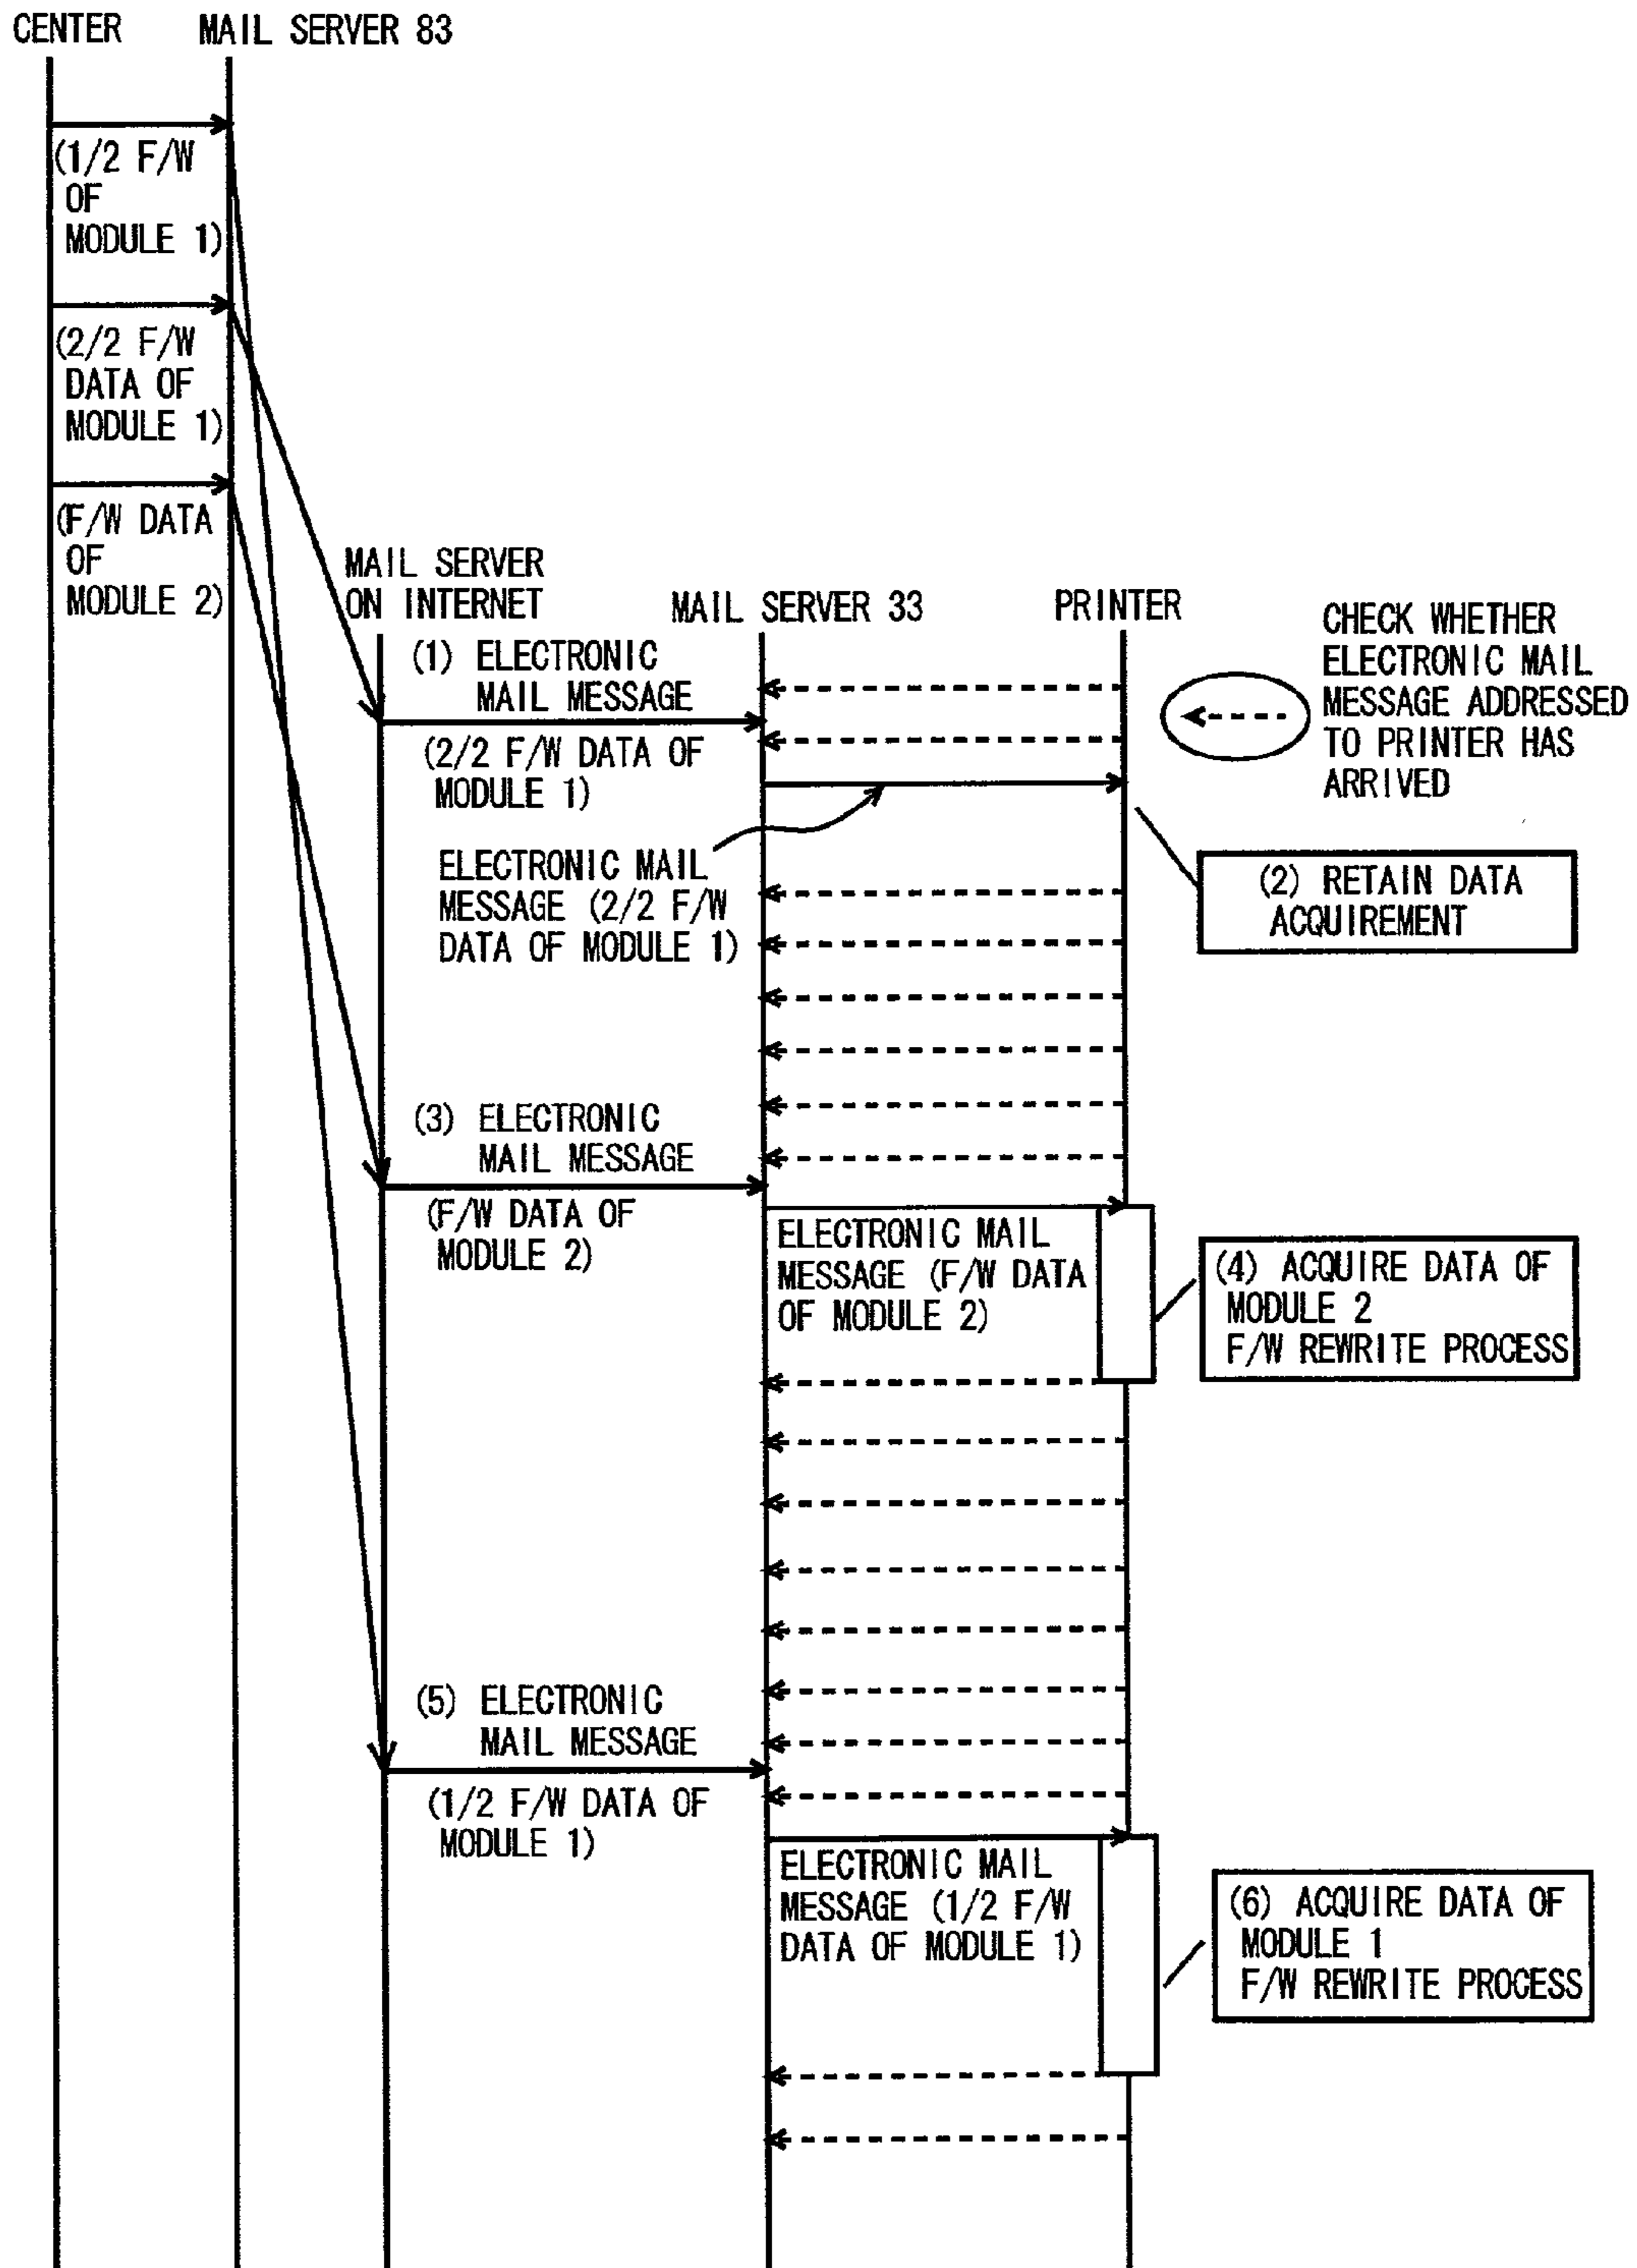 CENTER
MAIL SERVER 83
(1/2 F/W
OF
MODULE 1)
(2/2 F/W
DATA OF
MODULE 1)
(F/W DATA
OF
MODULE 2)
MAIL SERVER
ON INTERNET
MAIL SERVER 33
PRINTER
CHECK WHETHER
ELECTRONIC MAIL
MESSAGE ADDRESSED
TO PRINTER HAS
ARRIVED
(1) ELECTRONIC
MAIL MESSAGE
(2/2 F/W DATA OF
MODULE 1)
ELECTRONIC MAIL
MESSAGE (2/2 F/W
DATA OF MODULE 1)
(2) RETAIN DATA
ACQUIREMENT
(3) ELECTRONIC
MAIL MESSAGE
(F/W DATA OF
MODULE 2)
ELECTRONIC MAIL
MESSAGE (F/W DATA
OF MODULE 2)
(4) ACQUIRE DATA OF
MODULE 2
F/W REWRITE PROCESS
(5) ELECTRONIC
MAIL MESSAGE
(1/2 F/W DATA OF
MODULE 1)
ELECTRONIC MAIL
MESSAGE (1/2 F/W
DATA OF MODULE 1)
(6) ACQUIRE DATA OF
MODULE 1
F/W REWRITE PROCESS